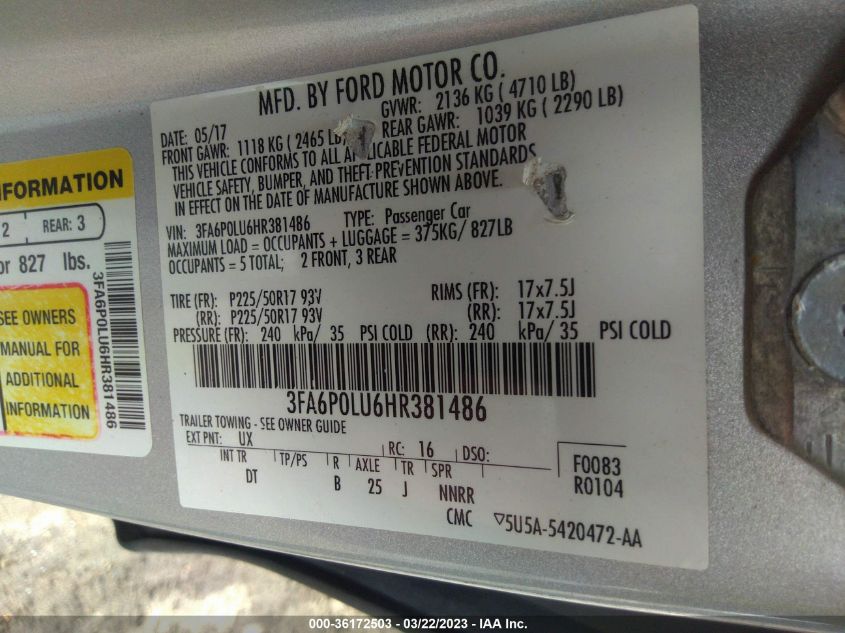 MFD. BY FORD MOTOR CO.
DATE: 05/17 GVWR: 2136 KG ( 4710 LB)
FRONT GAWR: 1118 KG ( 2465 LB) REAR GAWR: 1039 KG ( 2290 LB)
THIS VEHICLE CONFORMS TO ALL APPLICABLE FEDERAL MOTOR
VEHICLE SAFETY, BUMPER, AND THEFT PREVENTION STANDARDS
IN EFFECT ON THE DATE OF MANUFACTURE SHOWN ABOVE.
VIN: 3FA6P0LU6HR381486 TYPE: Passenger Car
MAXIMUM LOAD = OCCUPANTS + LUGGAGE = 375KG/ 827LB
OCCUPANTS = 5 TOTAL; 2 FRONT, 3 REAR
TIRE (FR): P225/50R17 93V RIMS (FR): 17x7.5J
(RR): P225/50R17 93V (RR): 17x7.5J
PRESSURE (FR): 240 kPa/ 35 PSI COLD (RR): 240 kPa/ 35 PSI COLD
3FA6P0LU6HR381486
TRAILER TOWING - SEE OWNER GUIDE
EXT PNT: UX RC: 16 DSO:
INT TR TP/PS R AXLE TR SPR
DT B 25 J NNRR
F0083
R0104
CMC ▽5U5A-5420472-AA
INFORMATION
2 REAR: 3
or 827 lbs.
SEE OWNERS
MANUAL FOR
ADDITIONAL
INFORMATION
3FA6P0LU6HR381486
000-36172503 - 03/22/2023 - IAA Inc.